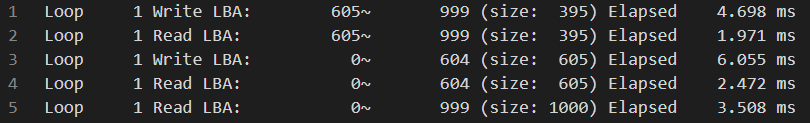 1 Loop 1 Write LBA: 605~ 999 (size: 395) Elapsed 4.698 ms
2 Loop 1 Read LBA: 605~ 999 (size: 395) Elapsed 1.971 ms
3 Loop 1 Write LBA: 0~ 604 (size: 605) Elapsed 6.055 ms
4 Loop 1 Read LBA: 0~ 604 (size: 605) Elapsed 2.472 ms
5 Loop 1 Read LBA: 0~ 999 (size: 1000) Elapsed 3.508 ms